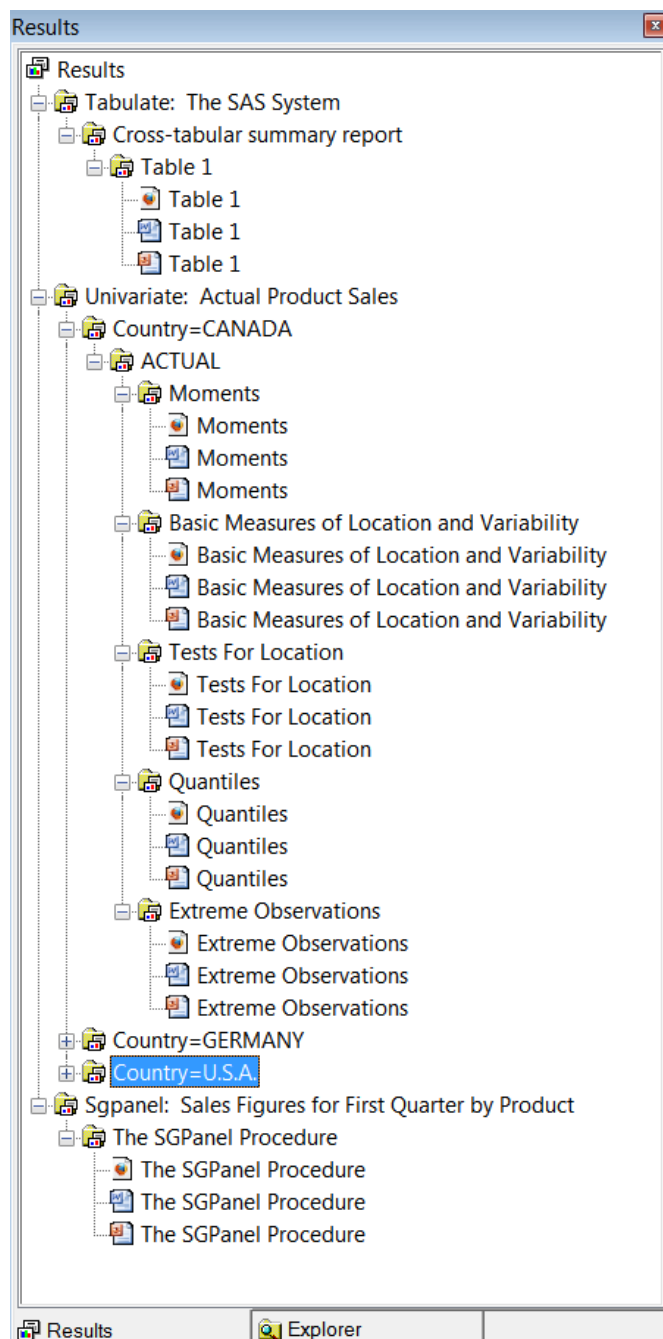 Results
Results
Tabulate: The SAS System
Cross-tabular summary report
Table 1
Table 1
Table 1
Table 1
Univariate: Actual Product Sales
Country=CANADA
ACTUAL
Moments
Moments
Moments
Moments
Basic Measures of Location and Variability
Basic Measures of Location and Variability
Basic Measures of Location and Variability
Basic Measures of Location and Variability
Tests For Location
Tests For Location
Tests For Location
Tests For Location
Quantiles
Quantiles
Quantiles
Quantiles
Extreme Observations
Extreme Observations
Extreme Observations
Extreme Observations
Country=GERMANY
Country=U.S.A.
Sgpanel: Sales Figures for First Quarter by Product
The SGPanel Procedure
The SGPanel Procedure
The SGPanel Procedure
The SGPanel Procedure
Results Explorer